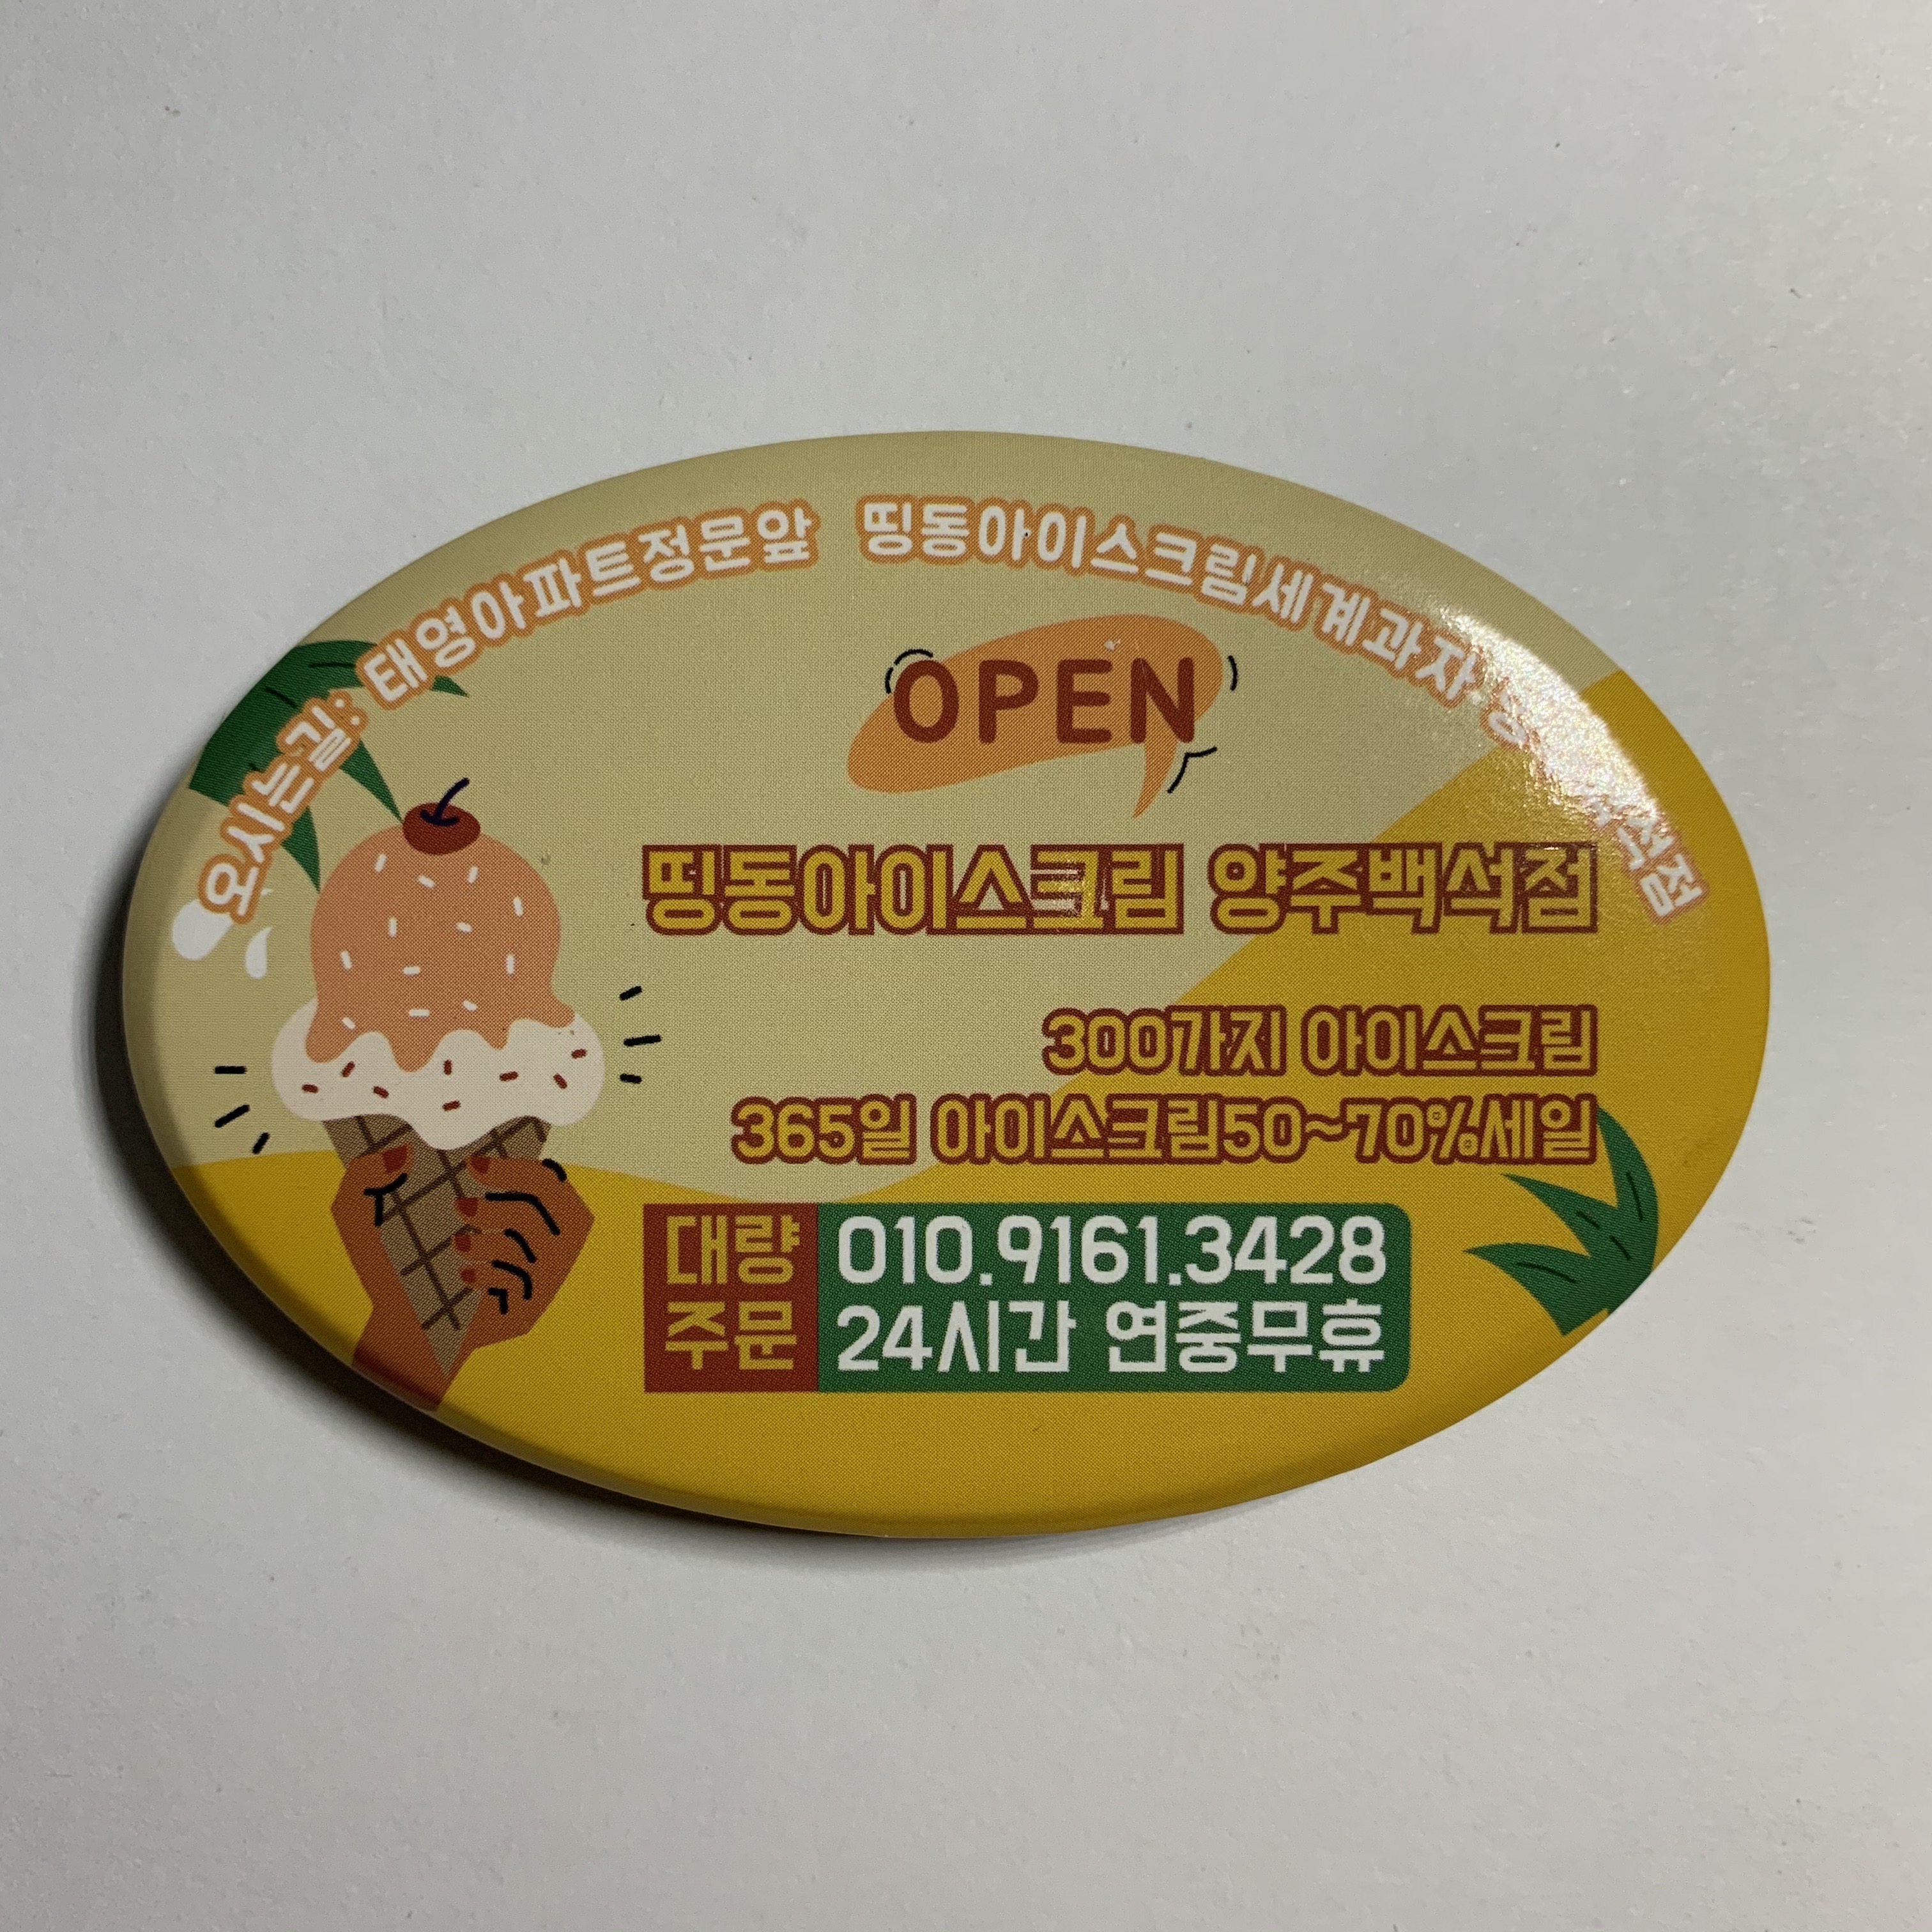 오시는길: 태영아파트정문앞 띵동아이스크림세계과자 석점
OPEN
띵동아이스크림 양주백석점
300가지 아이스크림
365일 아이스크림50~70%세일
대량주문
010.9161.3428
24시간 연중무휴